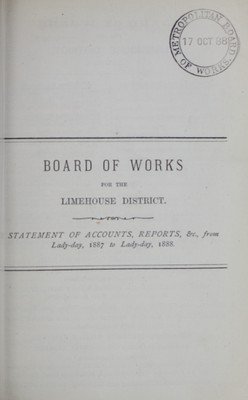 METROPOLITAN BOARD OF WORKS.
17 OCT 88
BOARD OF WORKS
FOR THE
LIMEHOUSE DISTRICT.
STATEMENT OF ACCOUNTS, REPORTS, &c., from
Lady-day, 1887 to Lady-day, 1888.